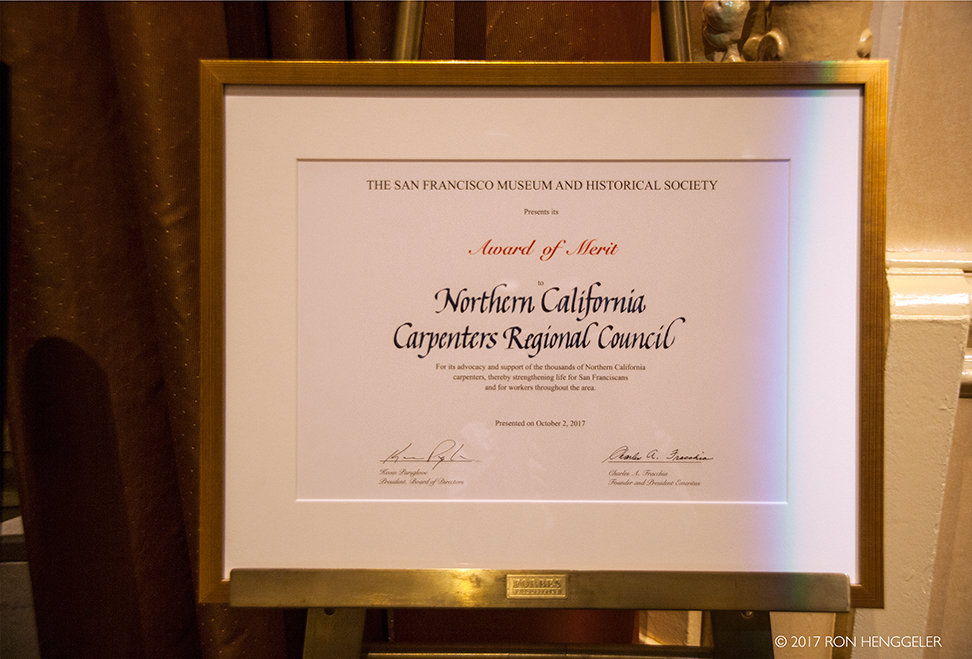 THE SAN FRANCISCO MUSEUM AND HISTORICAL SOCIETY
Presents its
Award of Merit
to
Northern California
Carpenters Regional Council
For its advocacy and support of the thousands of Northern California
carpenters, thereby strengthening life for San Franciscans
and for workers throughout the area.
Presented on October 2, 2017
Charles A. Fracchia
Kevin Pursglove
President, Board of Directors
Charles A. Fracchia
Founder and President Emeritus
FORBES
© 2017 RON HENGGELER